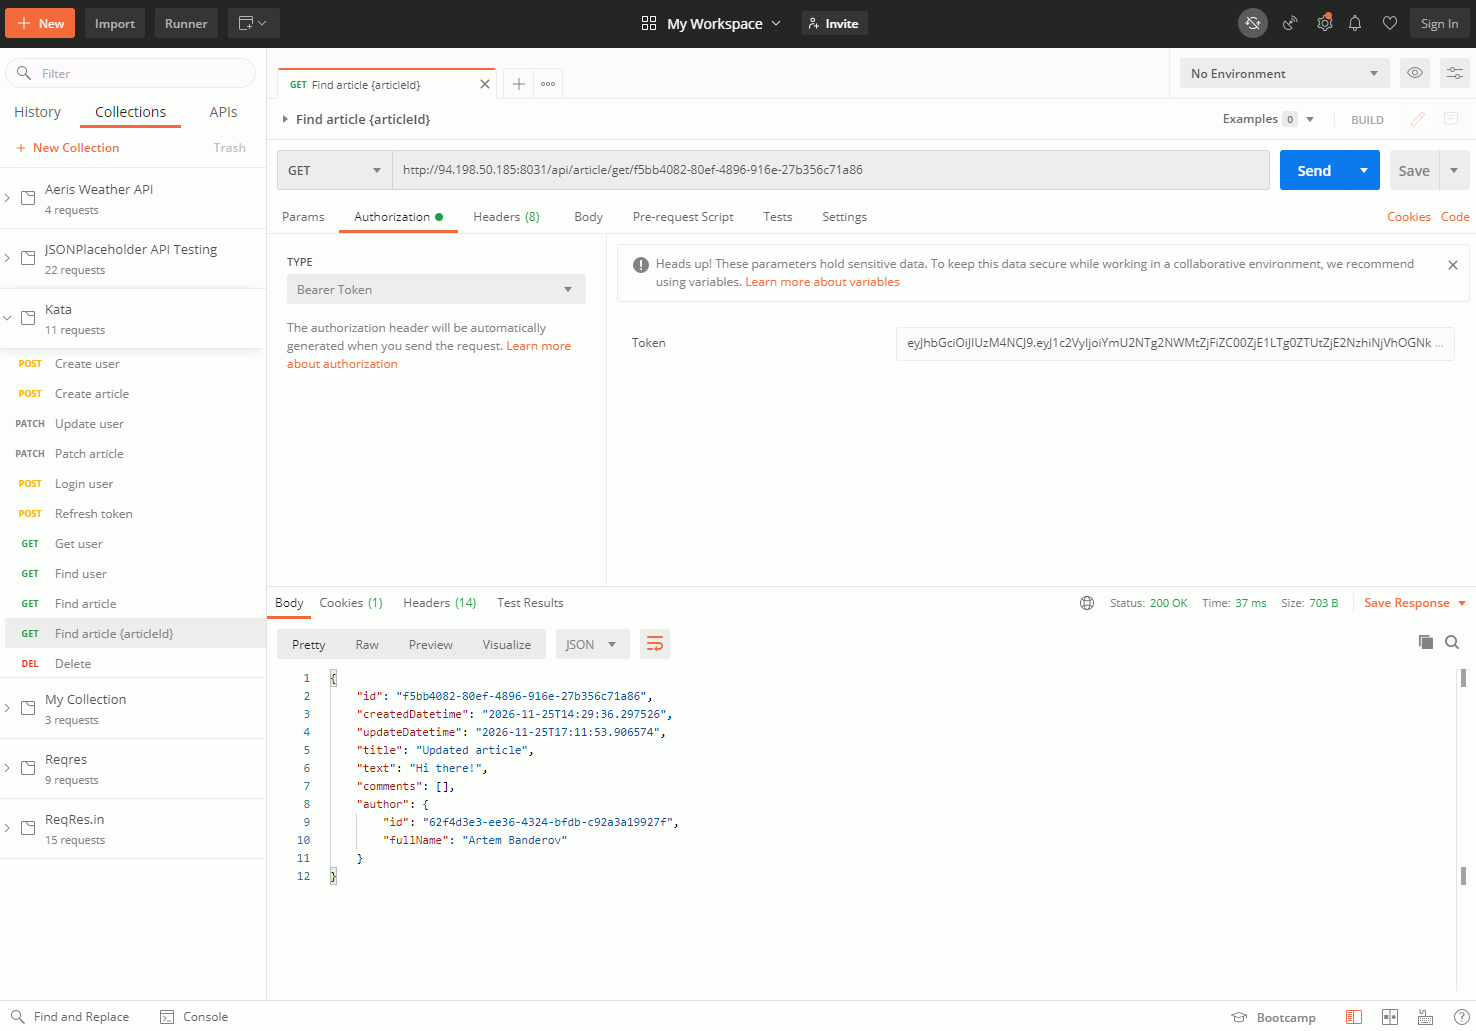 New
Import
Runner
My Workspace
Invite
Sign In
Filter
History
Collections
APIs
+ New Collection
Trash
Aeris Weather API
4 requests
JSONPlaceholder API Testing
22 requests
Kata
11 requests
POST Create user
POST Create article
PATCH Update user
PATCH Patch article
POST Login user
POST Refresh token
GET Get user
GET Find user
GET Find article
GET Find article {articleId}
DEL Delete
My Collection
3 requests
Reqres
9 requests
ReqRes.in
15 requests
GET Find article {articleId}
No Environment
Find article {articleId}
Examples 0
BUILD
GET
http://94.198.50.185:8031/api/article/get/f5bb4082-80ef-4896-916e-27b356c71a86
Send
Save
Params
Authorization
Headers (8)
Body
Pre-request Script
Tests
Settings
Cookies
Code
TYPE
Bearer Token
The authorization header will be automatically
generated when you send the request. Learn more
about authorization
Heads up! These parameters hold sensitive data. To keep this data secure while working in a collaborative environment, we recommend
using variables. Learn more about variables
Token
Body
Cookies (1)
Headers (14)
Test Results
Status: 200 OK
Time: 37 ms
Size: 703 B
Save Response
Pretty
Raw
Preview
Visualize
JSON
1 {
2 "id": "f5bb4082-80ef-4896-916e-27b356c71a86",
3 "createdDatetime": "2026-11-25T14:29:36.297526",
4 "updateDatetime": "2026-11-25T17:11:53.906574",
5 "title": "Updated article",
6 "text": "Hi there!",
7 "comments": [],
8 "author": {
9 "id": "62f4d3e3-ee36-4324-bfdb-c92a3a19927f",
10 "fullName": "Artem Banderov"
11 }
12 }
Find and Replace
Console
Bootcamp